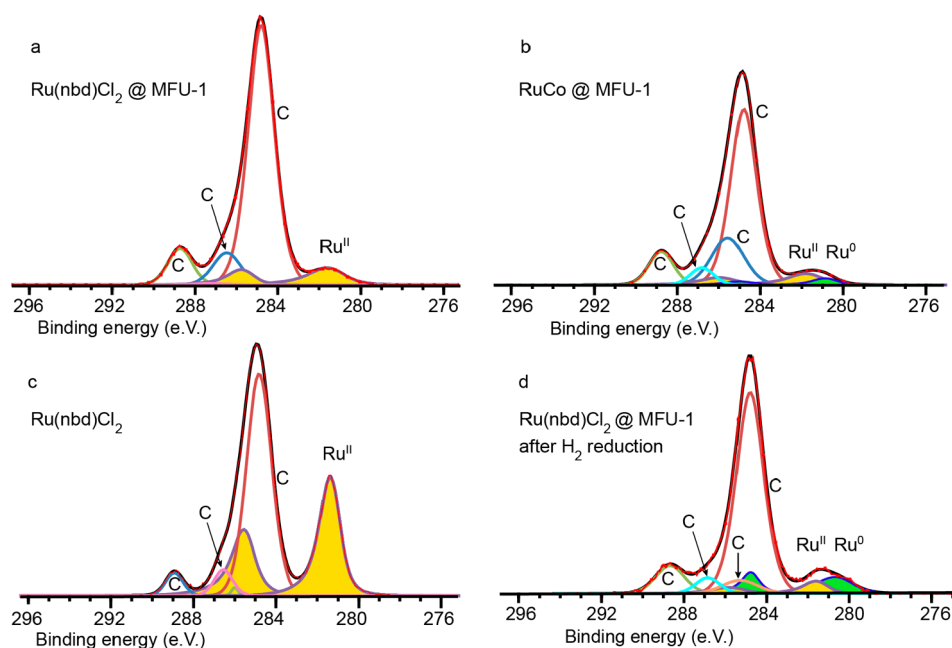 a
Ru(nbd)Cl₂ @ MFU-1
C
C
C
Ruᴵᴵ
296 292 288 284 280 276
Binding energy (e.V.)
b
RuCo @ MFU-1
C
C
C
C
Ruᴵᴵ Ru⁰
296 292 288 284 280 276
Binding energy (e.V.)
c
Ru(nbd)Cl₂
C
C
C
Ruᴵᴵ
296 292 288 284 280 276
Binding energy (e.V.)
d
Ru(nbd)Cl₂ @ MFU-1
after H₂ reduction
C
C
C
C
Ruᴵᴵ Ru⁰
296 292 288 284 280 276
Binding energy (e.V.)